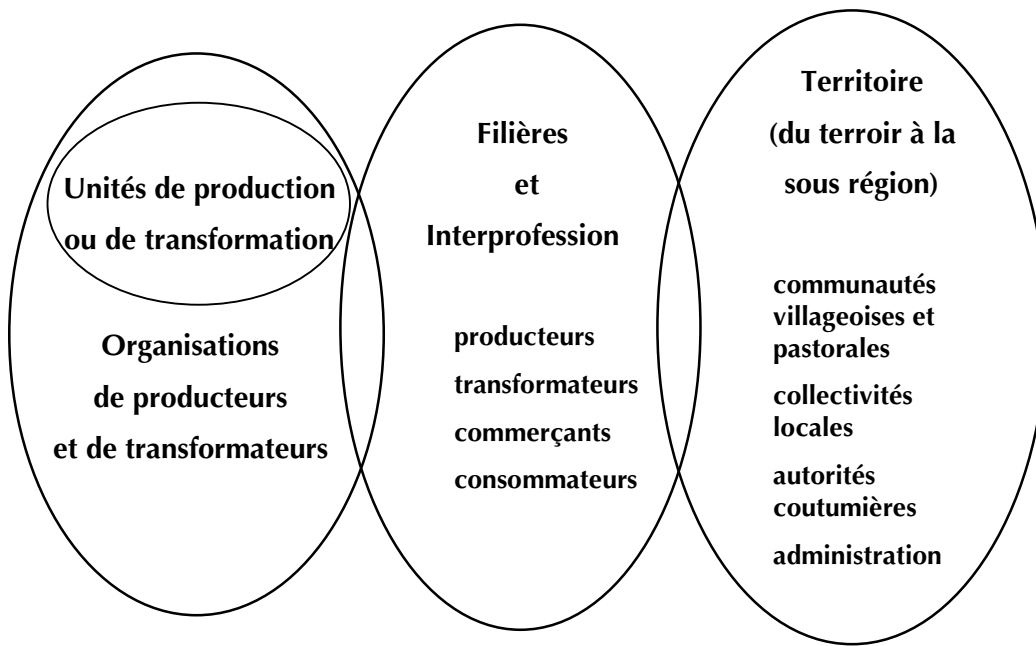 Unités de production
ou de transformation
Organisations
de producteurs
et de transformateurs
Filières
et
Interprofession
producteurs
transformateurs
commerçants
consommateurs
Territoire
(du terroir à la
sous région)
communautés
villageoises et
pastorales
collectivités
locales
autorités
coutumières
administration